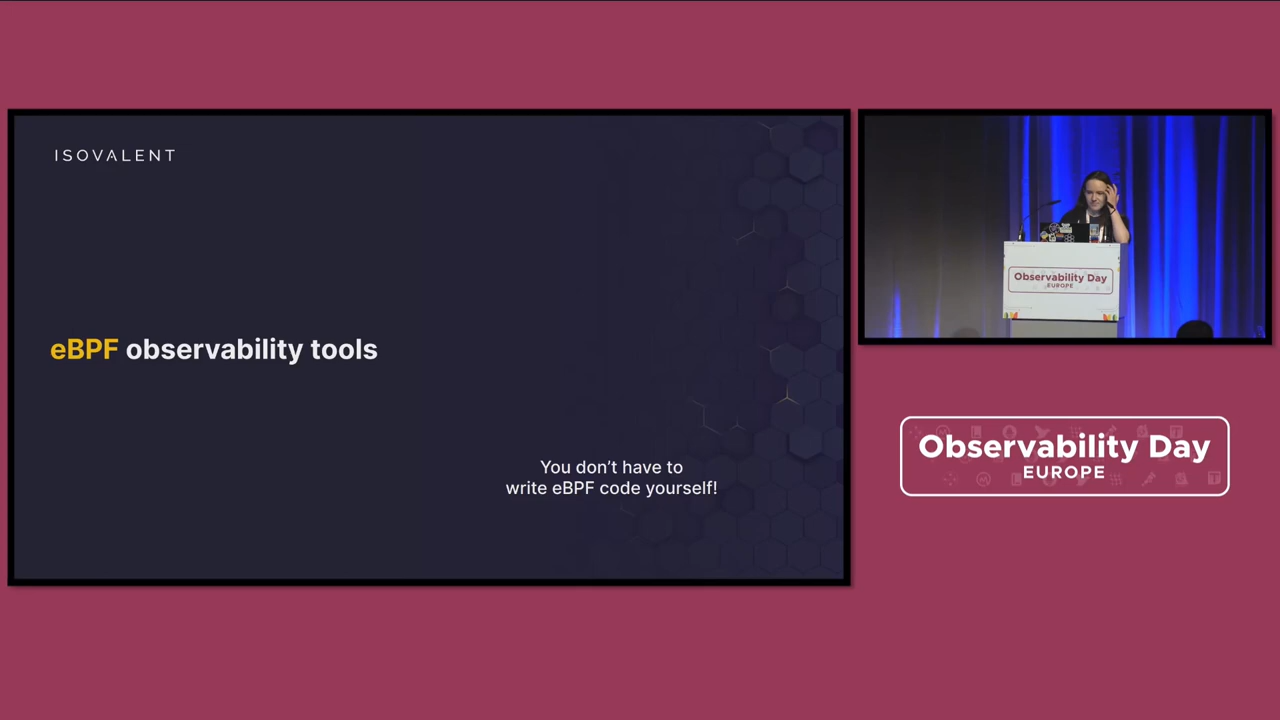 ISOVALENT
eBPF observability tools
You don’t have to
write eBPF code yourself!
Observability Day
EUROPE
Observability Day
EUROPE